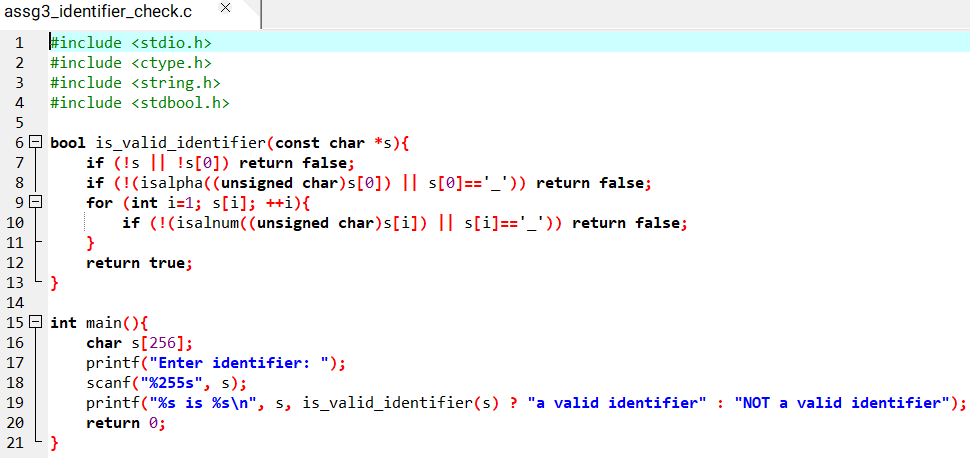 assg3_identifier_check.c ×
1 #include <stdio.h>
2 #include <ctype.h>
3 #include <string.h>
4 #include <stdbool.h>
5
6 bool is_valid_identifier(const char *s){
7     if (!s || !s[0]) return false;
8     if (!(isalpha((unsigned char)s[0]) || s[0]=='_')) return false;
9     for (int i=1; s[i]; ++i){
10         if (!(isalnum((unsigned char)s[i]) || s[i]=='_')) return false;
11     }
12     return true;
13 }
14
15 int main(){
16     char s[256];
17     printf("Enter identifier: ");
18     scanf("%255s", s);
19     printf("%s is %s\n", s, is_valid_identifier(s) ? "a valid identifier" : "NOT a valid identifier");
20     return 0;
21 }